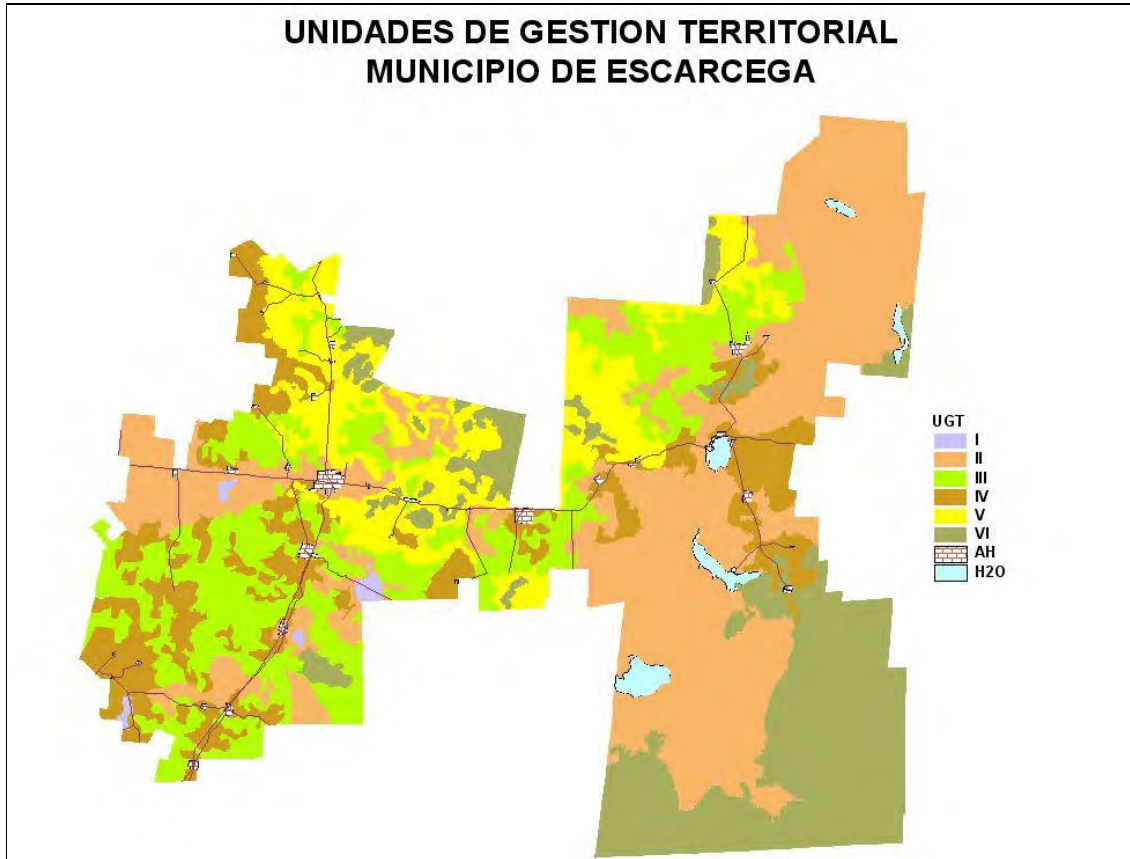 UNIDADES DE GESTION TERRITORIAL
MUNICIPIO DE ESCARCEGA
UGT
I
II
III
IV
V
VI
AH
H2O